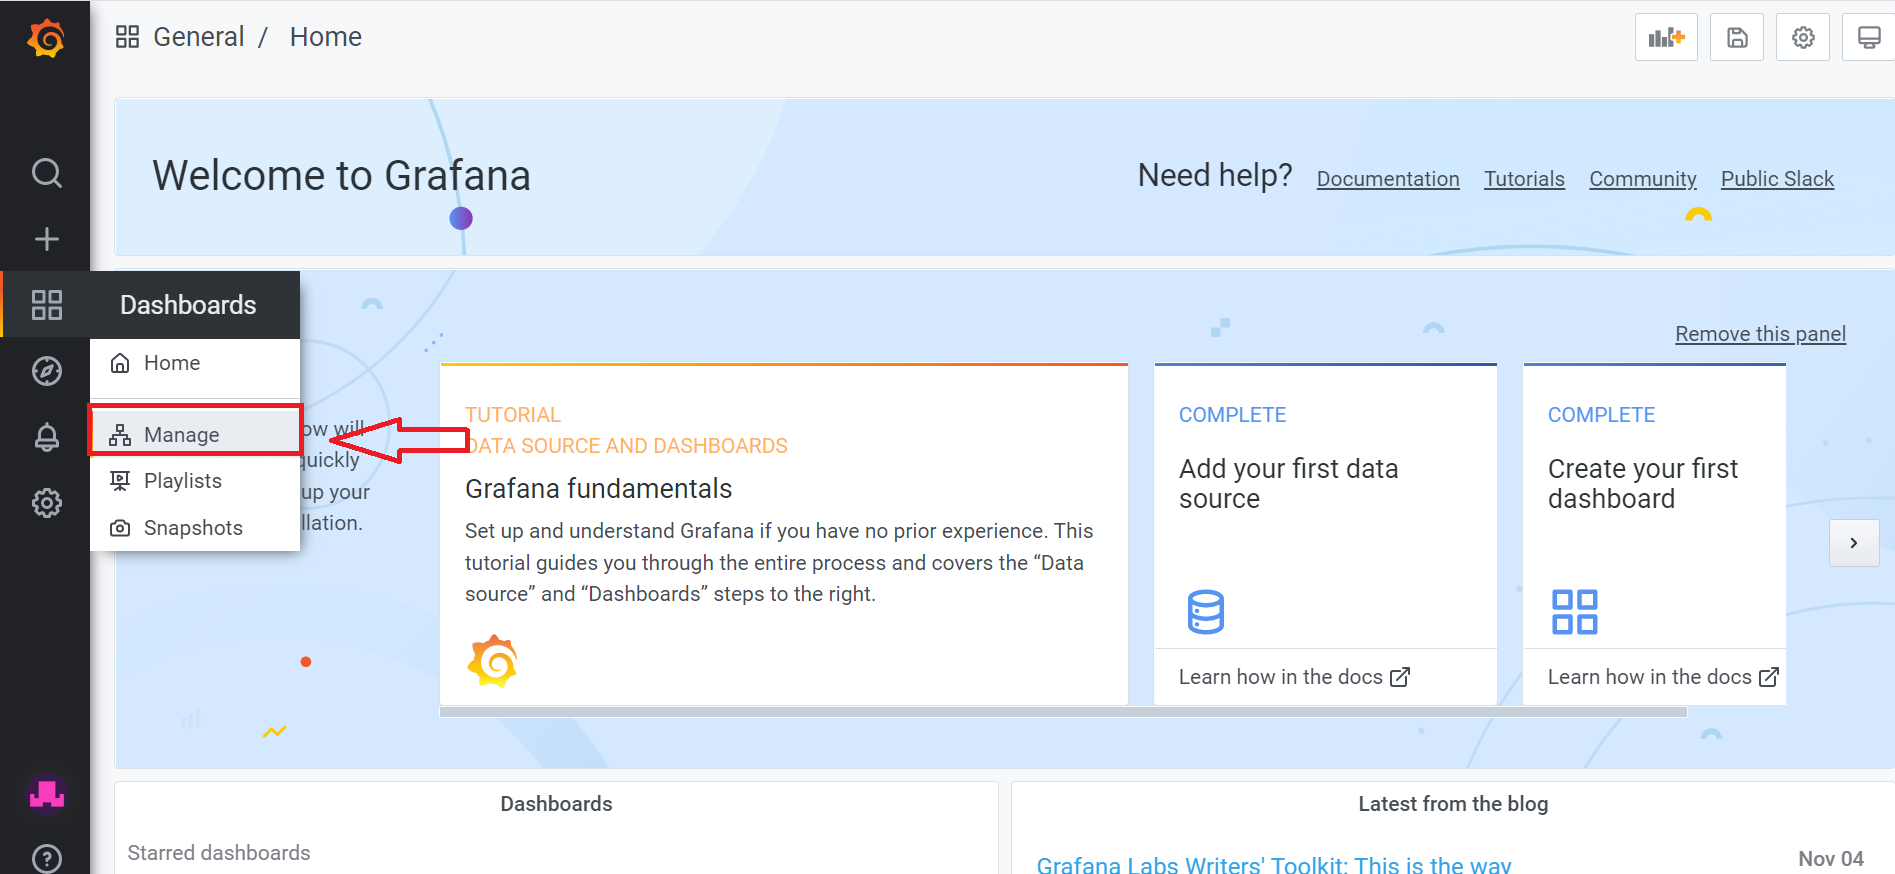 General / Home
Welcome to Grafana
Need help? Documentation Tutorials Community Public Slack
Dashboards
Home
Manage
Playlists
Snapshots
ow will
quickly
up your
llation.
Remove this panel
TUTORIAL
DATA SOURCE AND DASHBOARDS
Grafana fundamentals
Set up and understand Grafana if you have no prior experience. This
tutorial guides you through the entire process and covers the “Data
source” and “Dashboards” steps to the right.
COMPLETE
Add your first data
source
Learn how in the docs
COMPLETE
Create your first
dashboard
Learn how in the docs
Dashboards
Starred dashboards
Latest from the blog
Grafana Labs Writers' Toolkit: This is the way
Nov 04